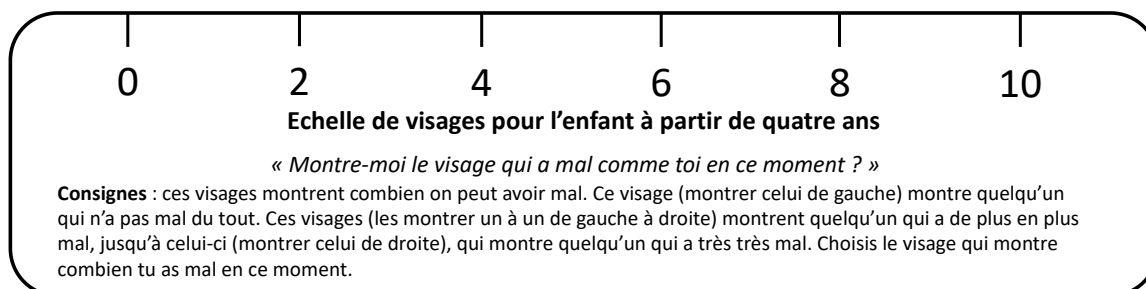 0 2 4 6 8 10
Echelle de visages pour l’enfant à partir de quatre ans
« Montre-moi le visage qui a mal comme toi en ce moment ? »
Consignes : ces visages montrent combien on peut avoir mal. Ce visage (montrer celui de gauche) montre quelqu’un
qui n’a pas mal du tout. Ces visages (les montrer un à un de gauche à droite) montrent quelqu’un qui a de plus en plus
mal, jusqu’à celui-ci (montrer celui de droite), qui montre quelqu’un qui a très très mal. Choisis le visage qui montre
combien tu as mal en ce moment.